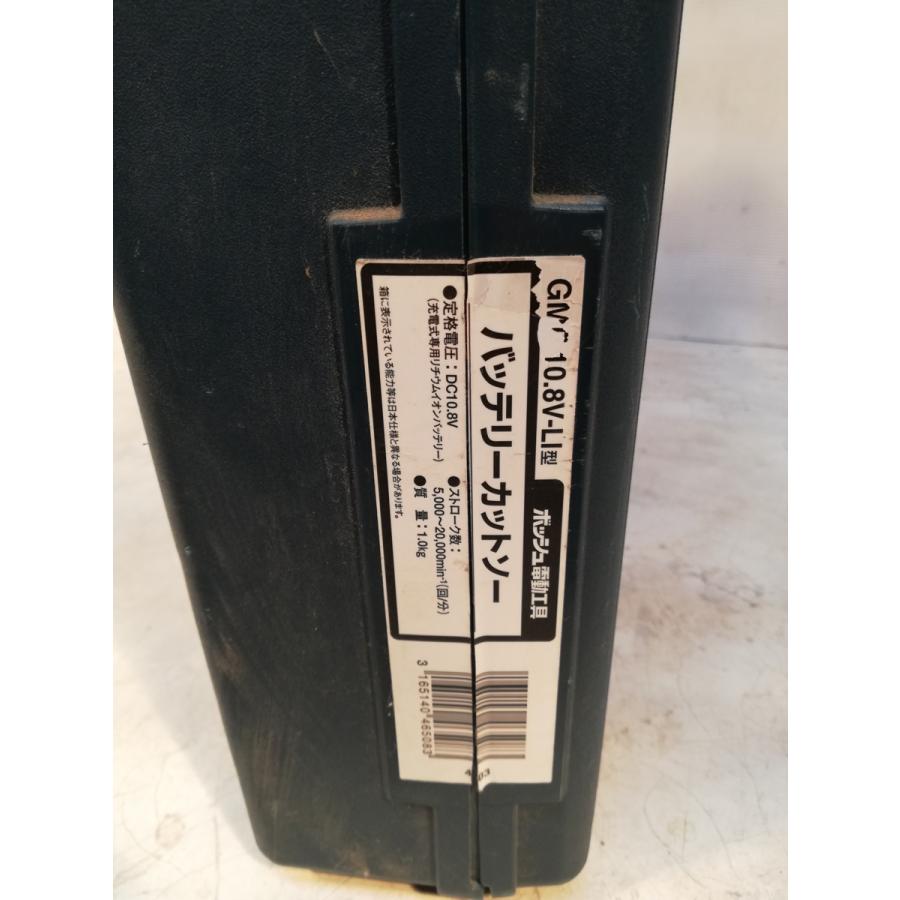 GMC 10.8V-LI型
ボッシュ電動工具
バッテリーカットソー
●定格電圧:DC10.8V
(充電式専用リチウムイオンバッテリー)
●ストローク数:
5,000〜20,000min⁻¹(回/分)
●質 量:1.0kg
箱に表示されている能力等は日本仕様と異なる場合があります。
3 165140 465083